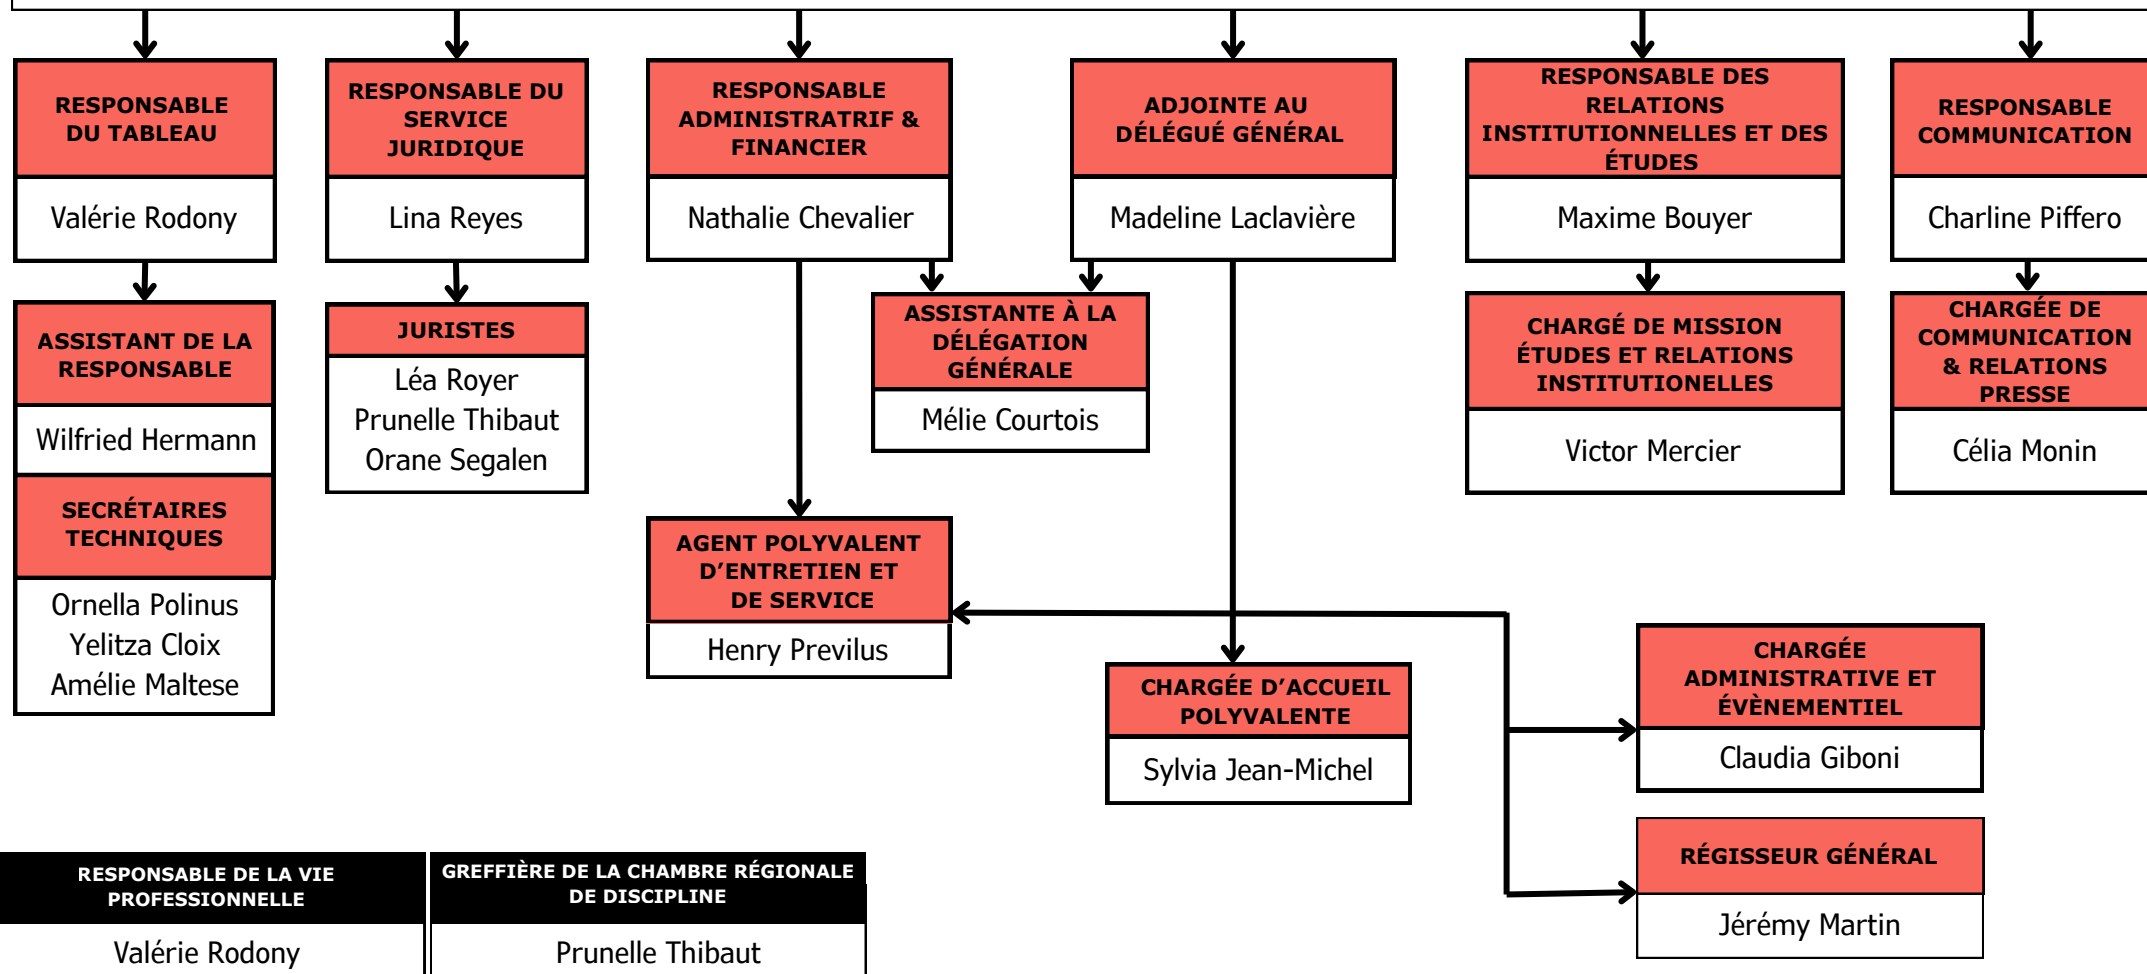 RESPONSABLE
DU TABLEAU
Valérie Rodony
RESPONSABLE DU
SERVICE
JURIDIQUE
Lina Reyes
RESPONSABLE
ADMINISTRATRIF &
FINANCIER
Nathalie Chevalier
ADJOINTE AU
DÉLÉGUÉ GÉNÉRAL
Madeline Laclavière
RESPONSABLE DES
RELATIONS
INSTITUTIONNELLES ET DES
ÉTUDES
Maxime Bouyer
RESPONSABLE
COMMUNICATION
Charline Piffero
ASSISTANT DE LA
RESPONSABLE
Wilfried Hermann
SECRÉTAIRES
TECHNIQUES
Ornella Polinus
Yelitza Cloix
Amélie Maltese
JURISTES
Léa Royer
Prunelle Thibaut
Orane Segalen
ASSISTANTE À LA
DÉLÉGATION
GÉNÉRALE
Mélie Courtois
CHARGÉ DE MISSION
ÉTUDES ET RELATIONS
INSTITUTIONELLES
Victor Mercier
CHARGÉE DE
COMMUNICATION
& RELATIONS
PRESSE
Célia Monin
AGENT POLYVALENT
D’ENTRETIEN ET
DE SERVICE
Henry Previlus
CHARGÉE D’ACCUEIL
POLYVALENTE
Sylvia Jean-Michel
CHARGÉE
ADMINISTRATIVE ET
ÉVÈNEMENTIEL
Claudia Giboni
RÉGISSEUR GÉNÉRAL
Jérémy Martin
RESPONSABLE DE LA VIE
PROFESSIONNELLE
Valérie Rodony
GREFFIÈRE DE LA CHAMBRE RÉGIONALE
DE DISCIPLINE
Prunelle Thibaut